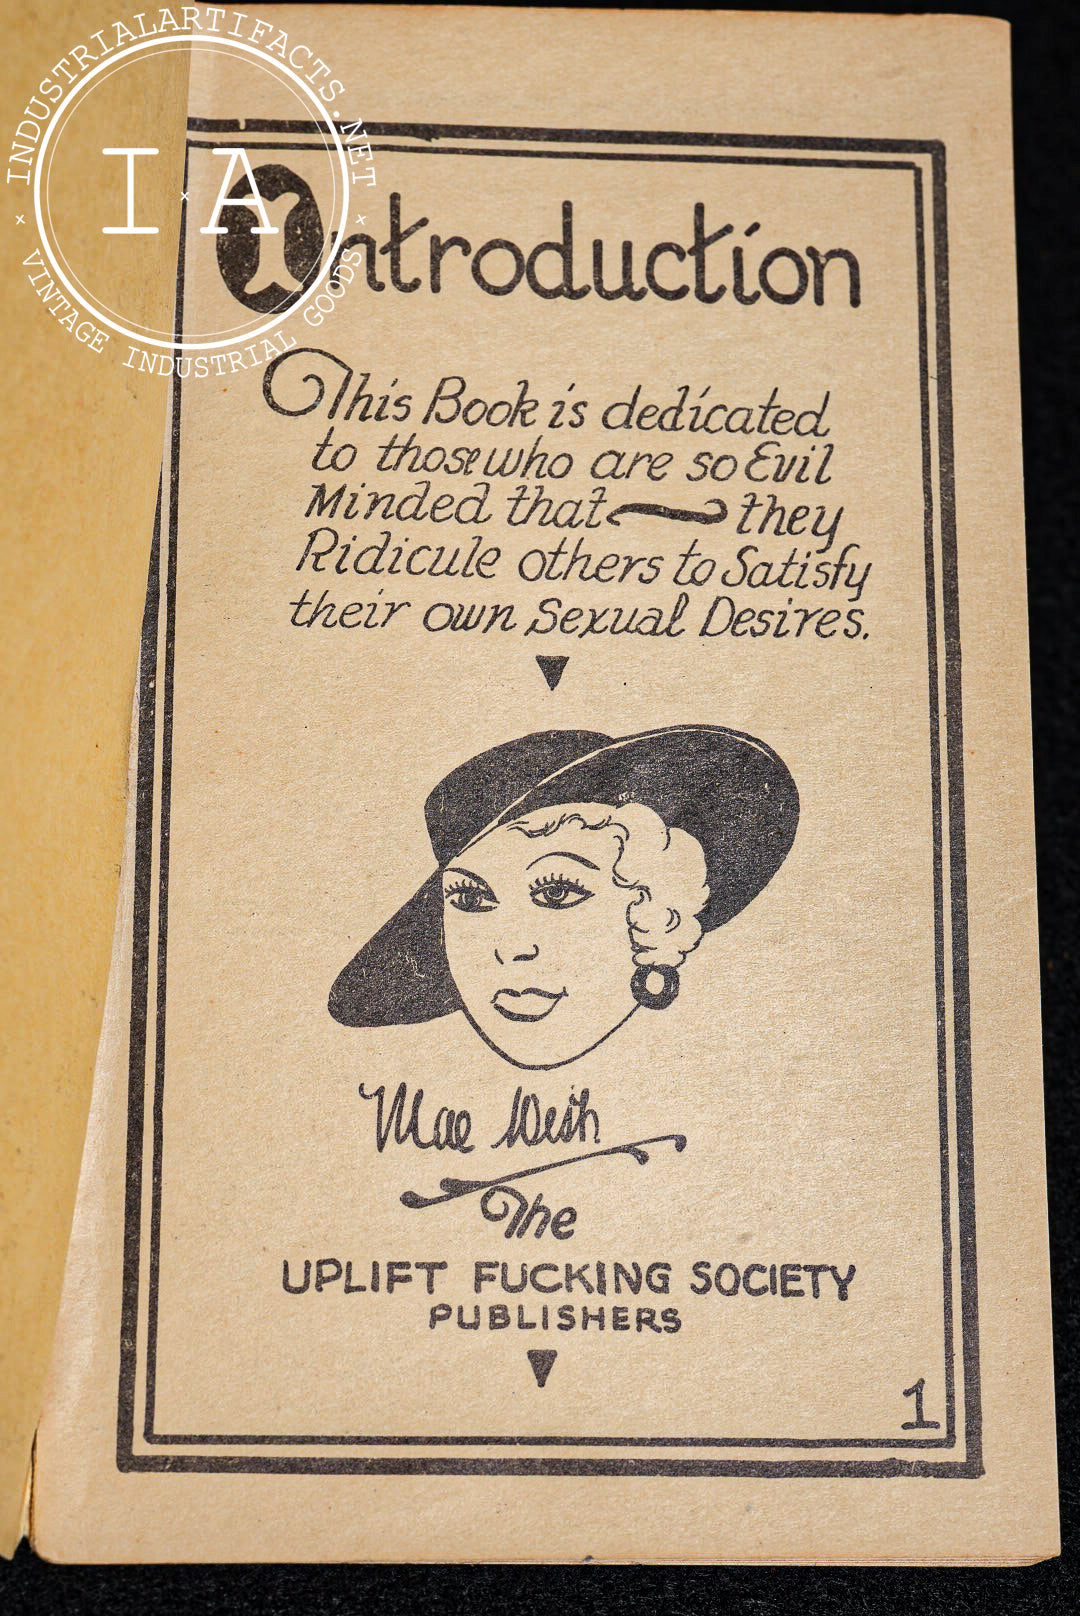 INDUSTRIALARTIFACTS.NET
I × A
VINTAGE INDUSTRIAL GOODS
Introduction
This Book is dedicated
to those who are so Evil
Minded that they
Ridicule others to Satisfy
their own Sexual Desires.
Mae West
The
UPLIFT FUCKING SOCIETY
PUBLISHERS
1